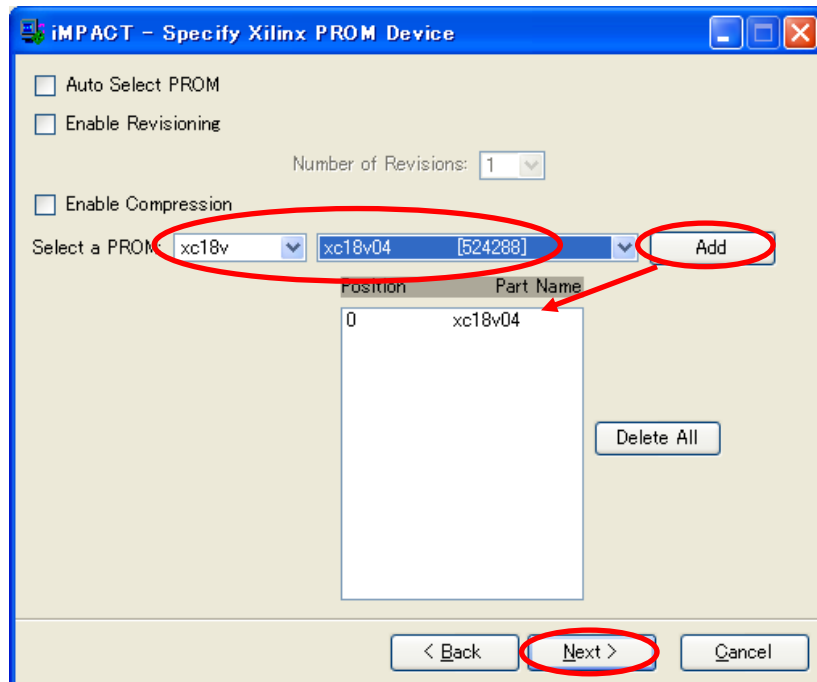 iMPACT - Specify Xilinx PROM Device
Auto Select PROM
Enable Revisioning
Number of Revisions: 1
Enable Compression
Select a PROM: xc18v xc18v04 [524288] Add
Position Part Name
0 xc18v04
Delete All
< Back Next > Cancel